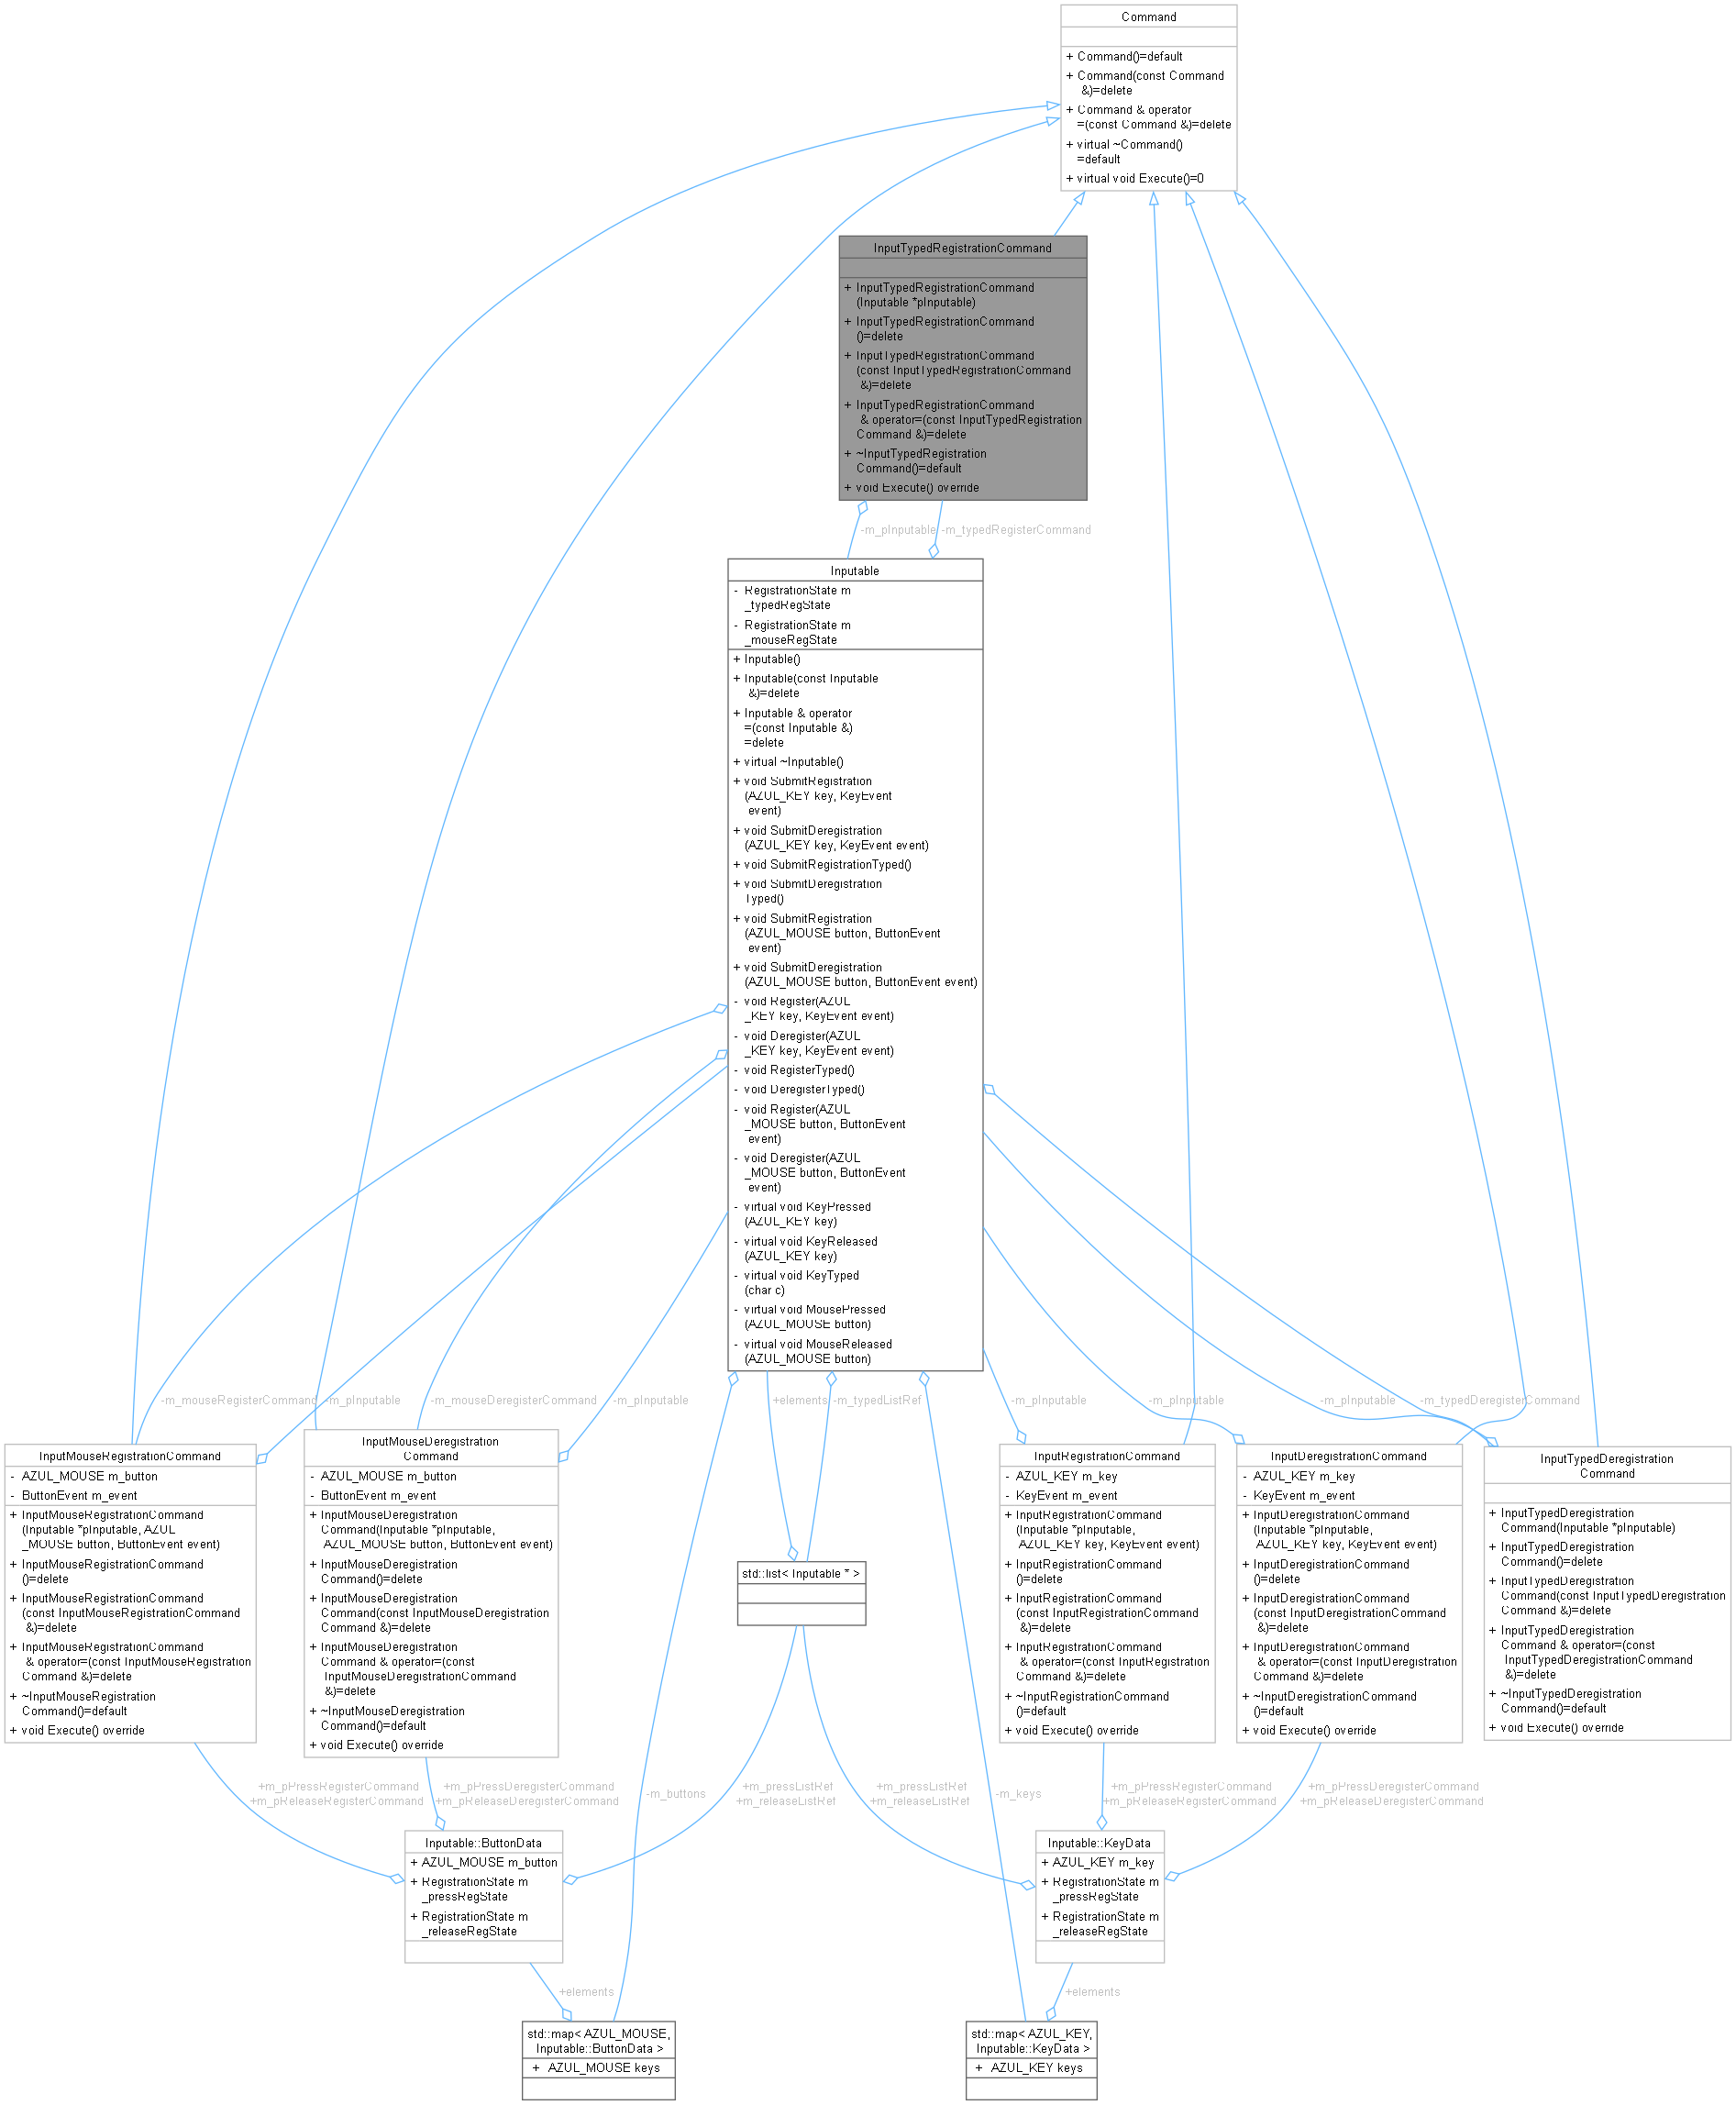 Command
+ Command()=default
+ Command(const Command
&)=delete
+ Command & operator
=(const Command &)=delete
+ virtual ~Command()
=default
+ virtual void Execute()=0
InputTypedRegistrationCommand
+ InputTypedRegistrationCommand
(Inputable *pInputable)
+ InputTypedRegistrationCommand
()=delete
+ InputTypedRegistrationCommand
(const InputTypedRegistrationCommand
&)=delete
+ InputTypedRegistrationCommand
& operator=(const InputTypedRegistration
Command &)=delete
+ ~InputTypedRegistration
Command()=default
+ void Execute() override
-m_pInputable
-m_typedRegisterCommand
Inputable
- RegistrationState m
_typedRegState
- RegistrationState m
_mouseRegState
+ Inputable()
+ Inputable(const Inputable
&)=delete
+ Inputable & operator
=(const Inputable &)
=delete
+ virtual ~Inputable()
+ void SubmitRegistration
(AZUL_KEY key, KeyEvent
event)
+ void SubmitDeregistration
(AZUL_KEY key, KeyEvent event)
+ void SubmitRegistrationTyped()
+ void SubmitDeregistration
Typed()
+ void SubmitRegistration
(AZUL_MOUSE button, ButtonEvent
event)
+ void SubmitDeregistration
(AZUL_MOUSE button, ButtonEvent event)
- void Register(AZUL
_KEY key, KeyEvent event)
- void Deregister(AZUL
_KEY key, KeyEvent event)
- void RegisterTyped()
- void DeregisterTyped()
- void Register(AZUL
_MOUSE button, ButtonEvent
event)
- void Deregister(AZUL
_MOUSE button, ButtonEvent
event)
- virtual void KeyPressed
(AZUL_KEY key)
- virtual void KeyReleased
(AZUL_KEY key)
- virtual void KeyTyped
(char c)
- virtual void MousePressed
(AZUL_MOUSE button)
- virtual void MouseReleased
(AZUL_MOUSE button)
-m_mouseRegisterCommand
-m_pInputable
-m_mouseDeregisterCommand
-m_pInputable
+elements
-m_typedListRef
-m_pInputable
-m_pInputable
-m_pInputable
-m_typedDeregisterCommand
InputMouseRegistrationCommand
- AZUL_MOUSE m_button
- ButtonEvent m_event
+ InputMouseRegistrationCommand
(Inputable *pInputable, AZUL
_MOUSE button, ButtonEvent event)
+ InputMouseRegistrationCommand
()=delete
+ InputMouseRegistrationCommand
(const InputMouseRegistrationCommand
&)=delete
+ InputMouseRegistrationCommand
& operator=(const InputMouseRegistration
Command &)=delete
+ ~InputMouseRegistration
Command()=default
+ void Execute() override
InputMouseDeregistration
Command
- AZUL_MOUSE m_button
- ButtonEvent m_event
+ InputMouseDeregistration
Command(Inputable *pInputable,
AZUL_MOUSE button, ButtonEvent event)
+ InputMouseDeregistration
Command()=delete
+ InputMouseDeregistration
Command(const InputMouseDeregistration
Command &)=delete
+ InputMouseDeregistration
Command & operator=(const
InputMouseDeregistrationCommand
&)=delete
+ ~InputMouseDeregistration
Command()=default
+ void Execute() override
std::list< Inputable * >
InputRegistrationCommand
- AZUL_KEY m_key
- KeyEvent m_event
+ InputRegistrationCommand
(Inputable *pInputable,
AZUL_KEY key, KeyEvent event)
+ InputRegistrationCommand
()=delete
+ InputRegistrationCommand
(const InputRegistrationCommand
&)=delete
+ InputRegistrationCommand
& operator=(const InputRegistration
Command &)=delete
+ ~InputRegistrationCommand
()=default
+ void Execute() override
InputDeregistrationCommand
- AZUL_KEY m_key
- KeyEvent m_event
+ InputDeregistrationCommand
(Inputable *pInputable,
AZUL_KEY key, KeyEvent event)
+ InputDeregistrationCommand
()=delete
+ InputDeregistrationCommand
(const InputDeregistrationCommand
&)=delete
+ InputDeregistrationCommand
& operator=(const InputDeregistration
Command &)=delete
+ ~InputDeregistrationCommand
()=default
+ void Execute() override
InputTypedDeregistration
Command
+ InputTypedDeregistration
Command(Inputable *pInputable)
+ InputTypedDeregistration
Command()=delete
+ InputTypedDeregistration
Command(const InputTypedDeregistration
Command &)=delete
+ InputTypedDeregistration
Command & operator=(const
InputTypedDeregistrationCommand
&)=delete
+ ~InputTypedDeregistration
Command()=default
+ void Execute() override
+m_pPressRegisterCommand
+m_pReleaseRegisterCommand
+m_pPressDeregisterCommand
+m_pReleaseDeregisterCommand
-m_buttons
+m_pressListRef
+m_releaseListRef
+m_pressListRef
+m_releaseListRef
-m_keys
+m_pPressRegisterCommand
+m_pReleaseRegisterCommand
+m_pPressDeregisterCommand
+m_pReleaseDeregisterCommand
Inputable::ButtonData
+ AZUL_MOUSE m_button
+ RegistrationState m
_pressRegState
+ RegistrationState m
_releaseRegState
Inputable::KeyData
+ AZUL_KEY m_key
+ RegistrationState m
_pressRegState
+ RegistrationState m
_releaseRegState
+elements
+elements
std::map< AZUL_MOUSE,
Inputable::ButtonData >
+ AZUL_MOUSE keys
std::map< AZUL_KEY,
Inputable::KeyData >
+ AZUL_KEY keys